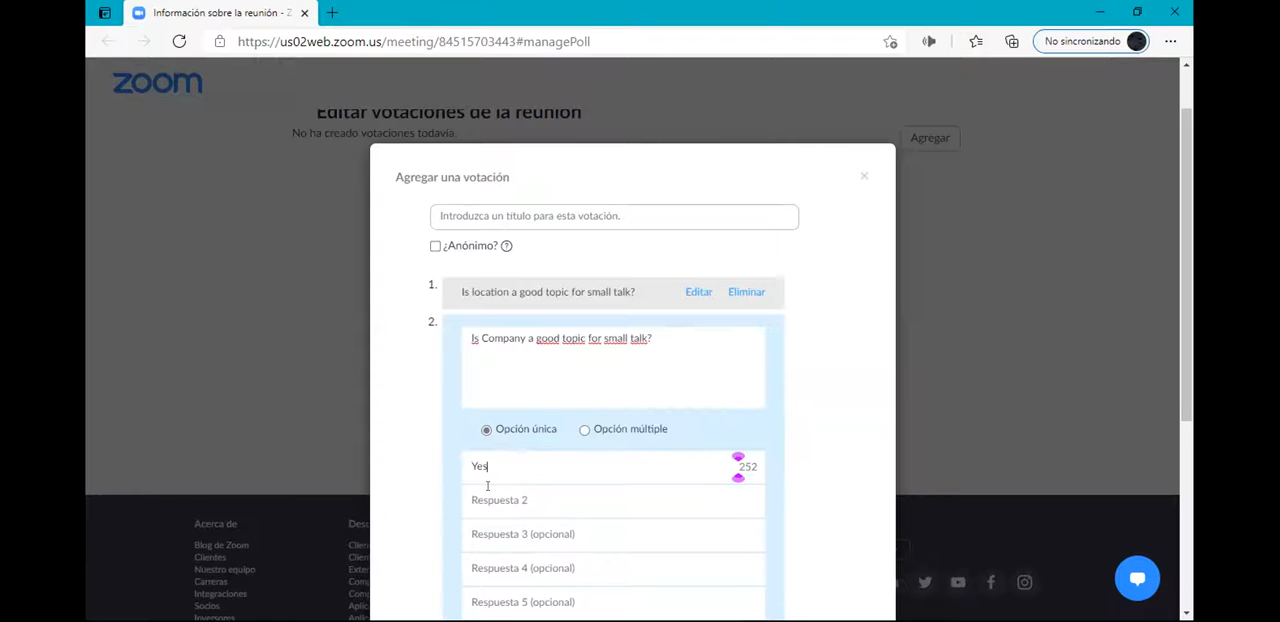 Información sobre la reunión - Z
https://us02web.zoom.us/meeting/84515703443#managePoll
No sincronizando
zoom
Editar votaciones de la reunión
No ha creado votaciones todavía.
Agregar
Agregar una votación
Introduzca un título para esta votación.
¿Anónimo?
1. Is location a good topic for small talk? Editar Eliminar
2. Is Company a good topic for small talk?
Opción única Opción múltiple
Yes 252
Respuesta 2
Respuesta 3 (opcional)
Respuesta 4 (opcional)
Respuesta 5 (opcional)
Acerca de
Blog de Zoom
Clientes
Nuestro equipo
Carreras
Integraciones
Socios
Inversores